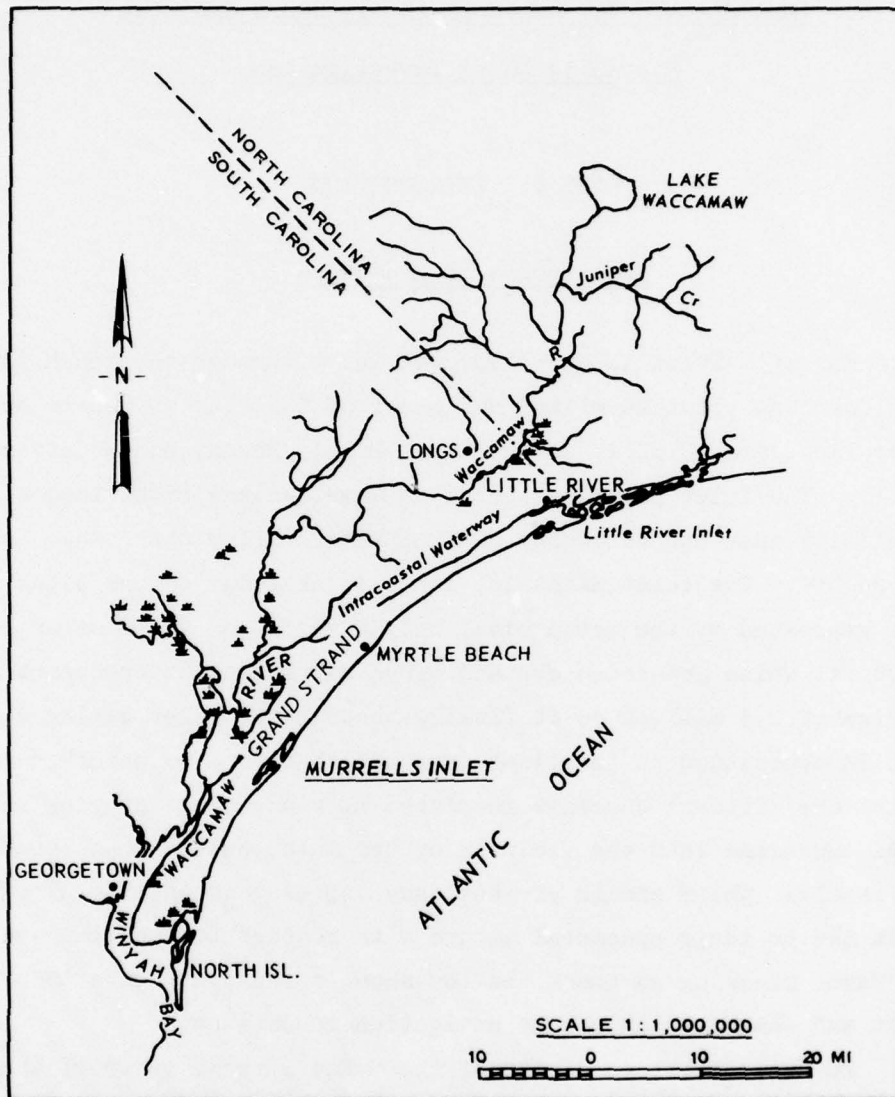 NORTH CAROLINA
SOUTH CAROLINA
LAKE
WACCAMAW
Juniper
Cr
N
R.
LONGS
Waccamaw
LITTLE RIVER
Little River Inlet
Intracoastal Waterway
MYRTLE BEACH
GRAND STRAND
WACCAMAW RIVER
MURRELLS INLET
ATLANTIC OCEAN
GEORGETOWN
WINYAH BAY
NORTH ISL.
SCALE 1:1,000,000
10 0 10 20 MI